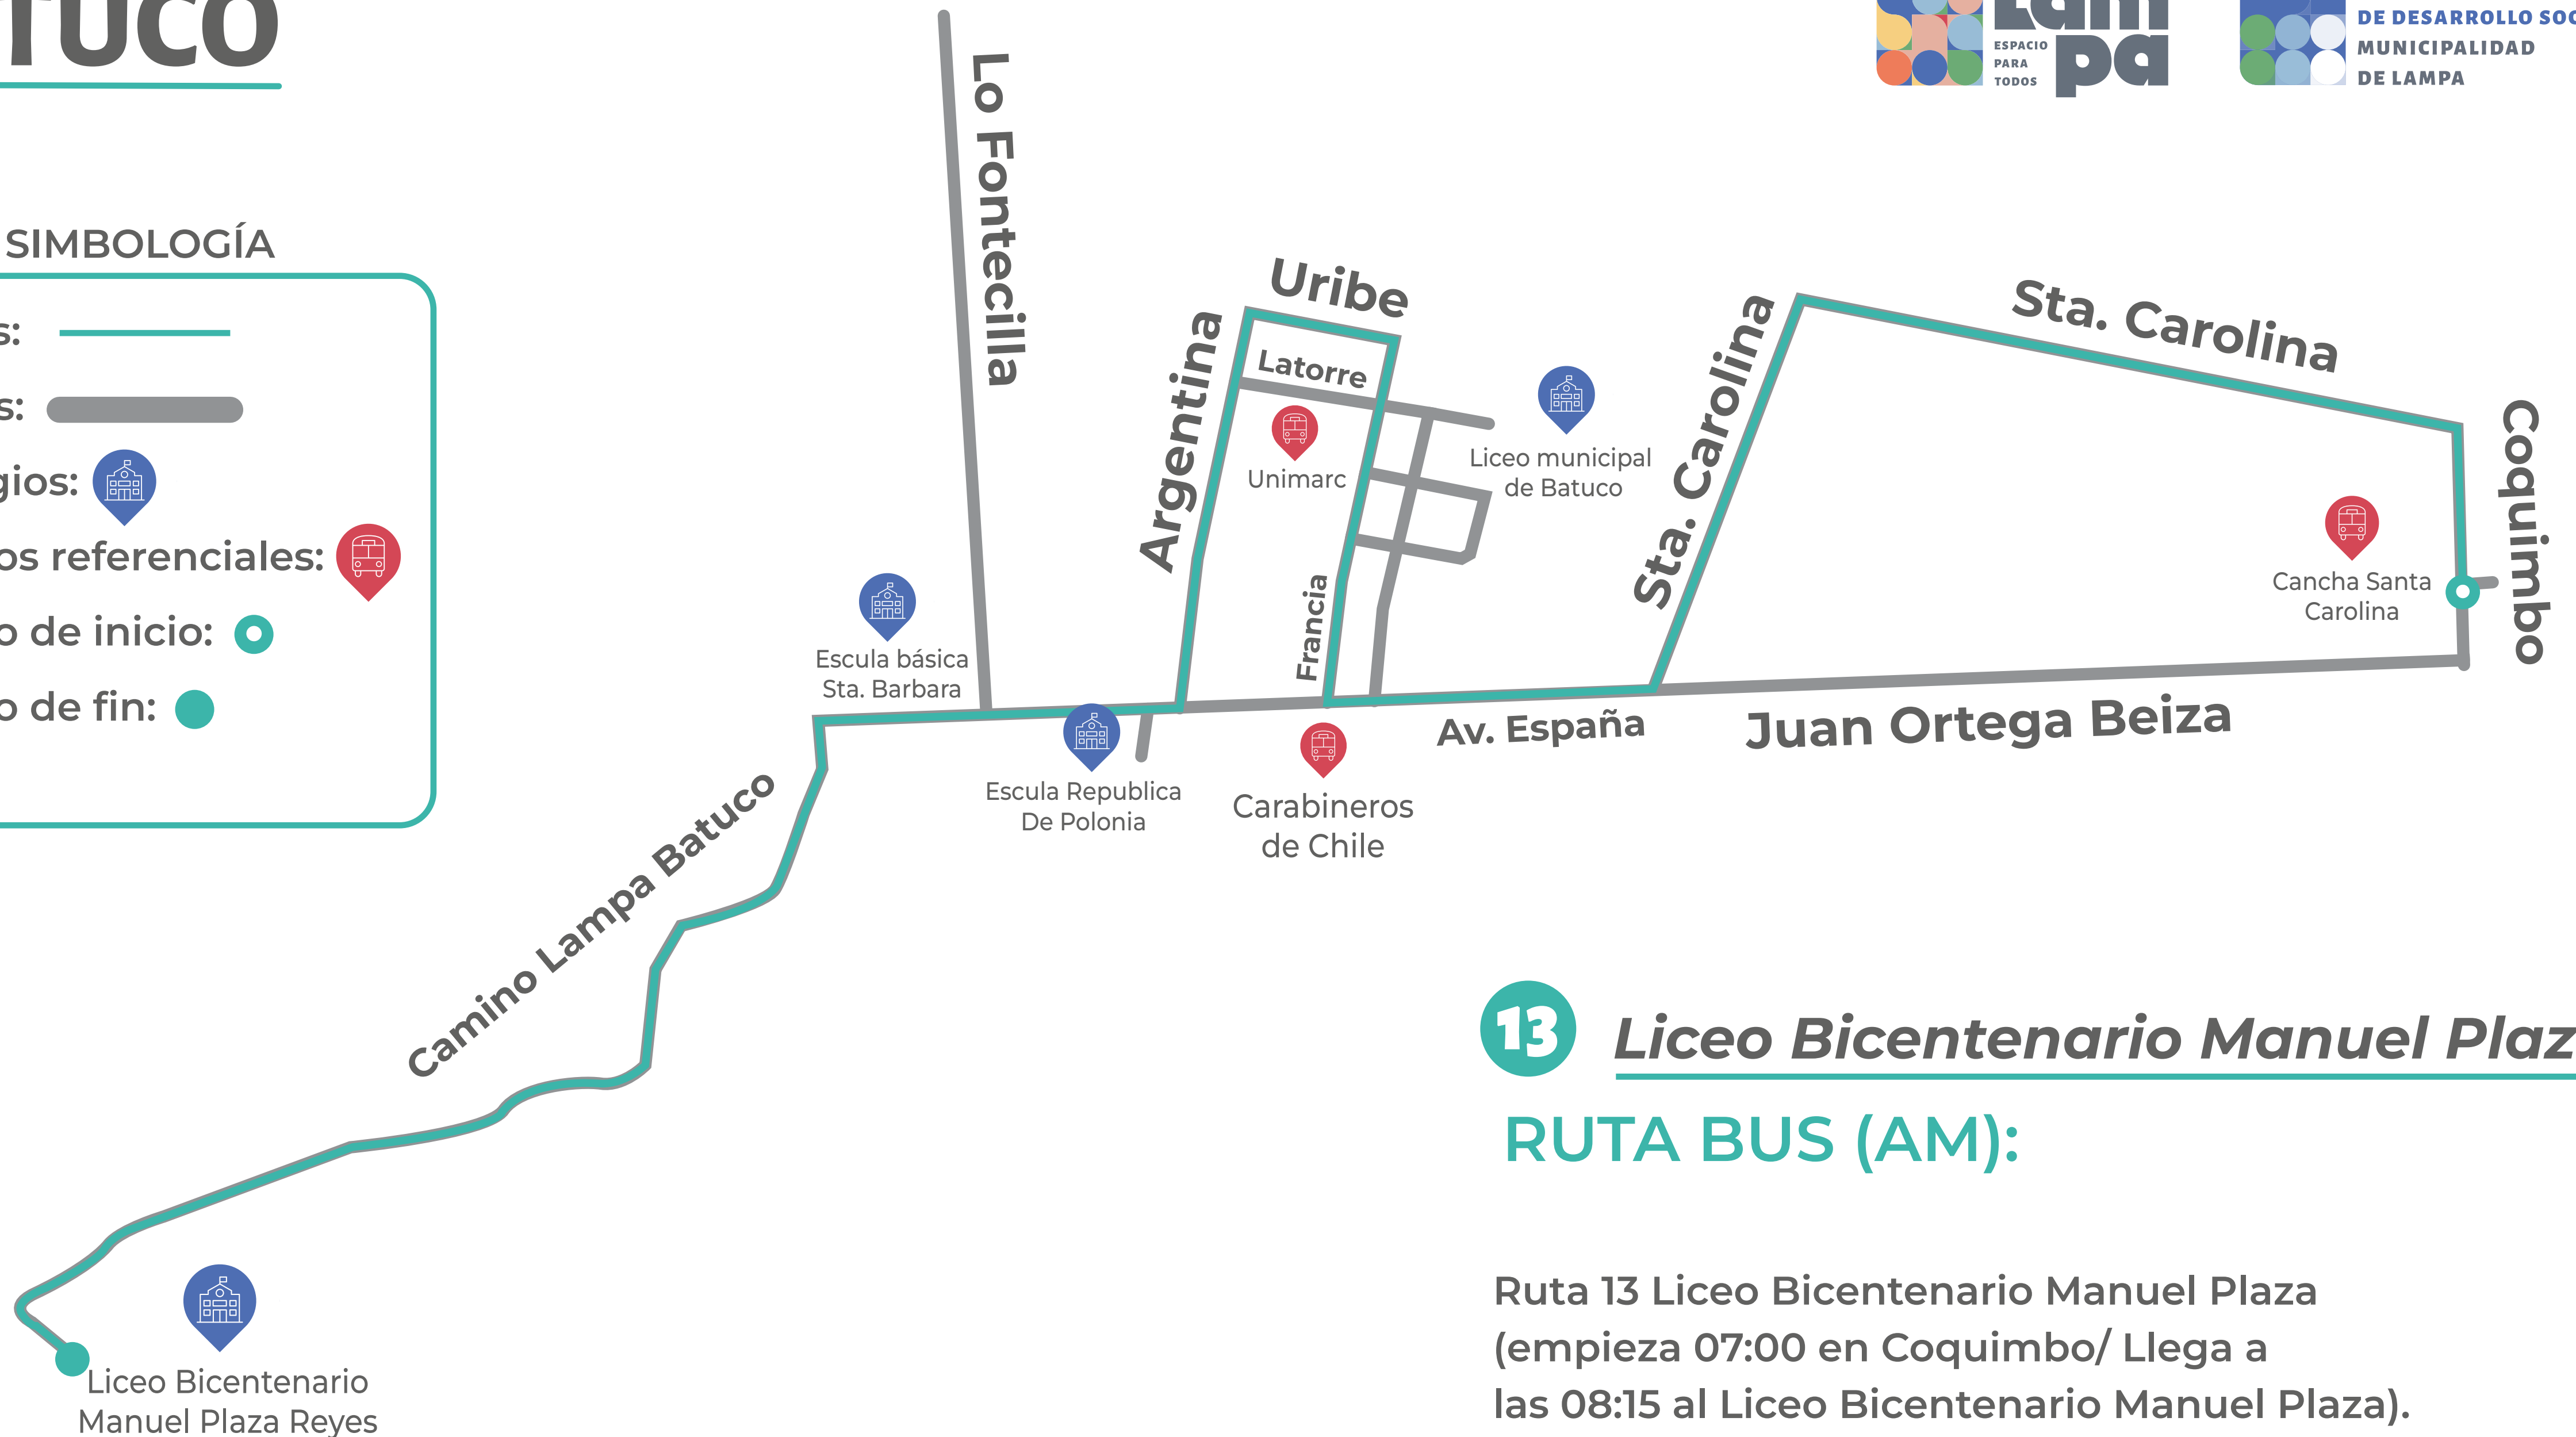 TUCO
Lam
pa
ESPACIO
PARA
TODOS
DE DESARROLLO SOC
MUNICIPALIDAD
DE LAMPA
SIMBOLOGÍA
s:
s:
gios:
os referenciales:
o de inicio:
o de fin:
Lo Fontecilla
Uribe
Latorre
Argentina
Unimarc
Francia
Liceo municipal
de Batuco
Sta. Carolina
Sta. Carolina
Coquimbo
Cancha Santa
Carolina
Escula básica
Sta. Barbara
Escula Republica
De Polonia
Carabineros
de Chile
Av. España
Juan Ortega Beiza
Camino Lampa Batuco
Liceo Bicentenario
Manuel Plaza Reyes
13 Liceo Bicentenario Manuel Plaz
RUTA BUS (AM):
Ruta 13 Liceo Bicentenario Manuel Plaza
(empieza 07:00 en Coquimbo/ Llega a
las 08:15 al Liceo Bicentenario Manuel Plaza).